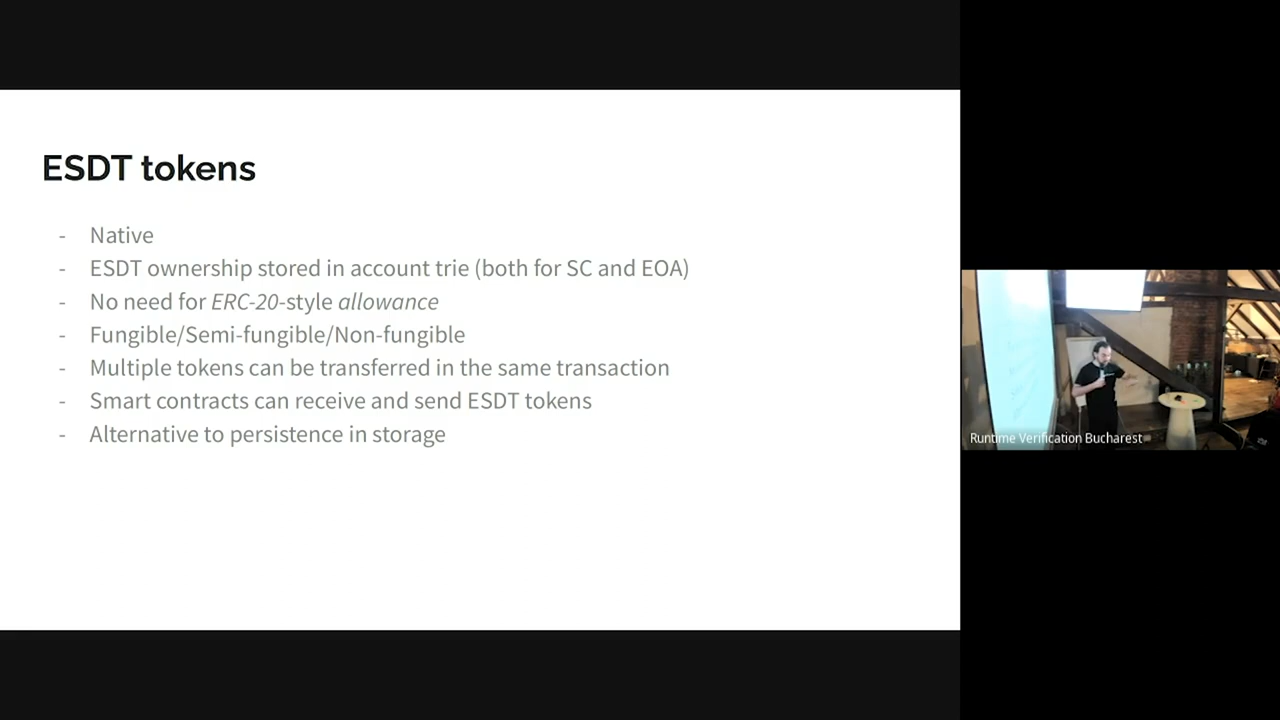 ESDT tokens
- Native
- ESDT ownership stored in account trie (both for SC and EOA)
- No need for ERC-20-style allowance
- Fungible/Semi-fungible/Non-fungible
- Multiple tokens can be transferred in the same transaction
- Smart contracts can receive and send ESDT tokens
- Alternative to persistence in storage
Runtime Verification Bucharest